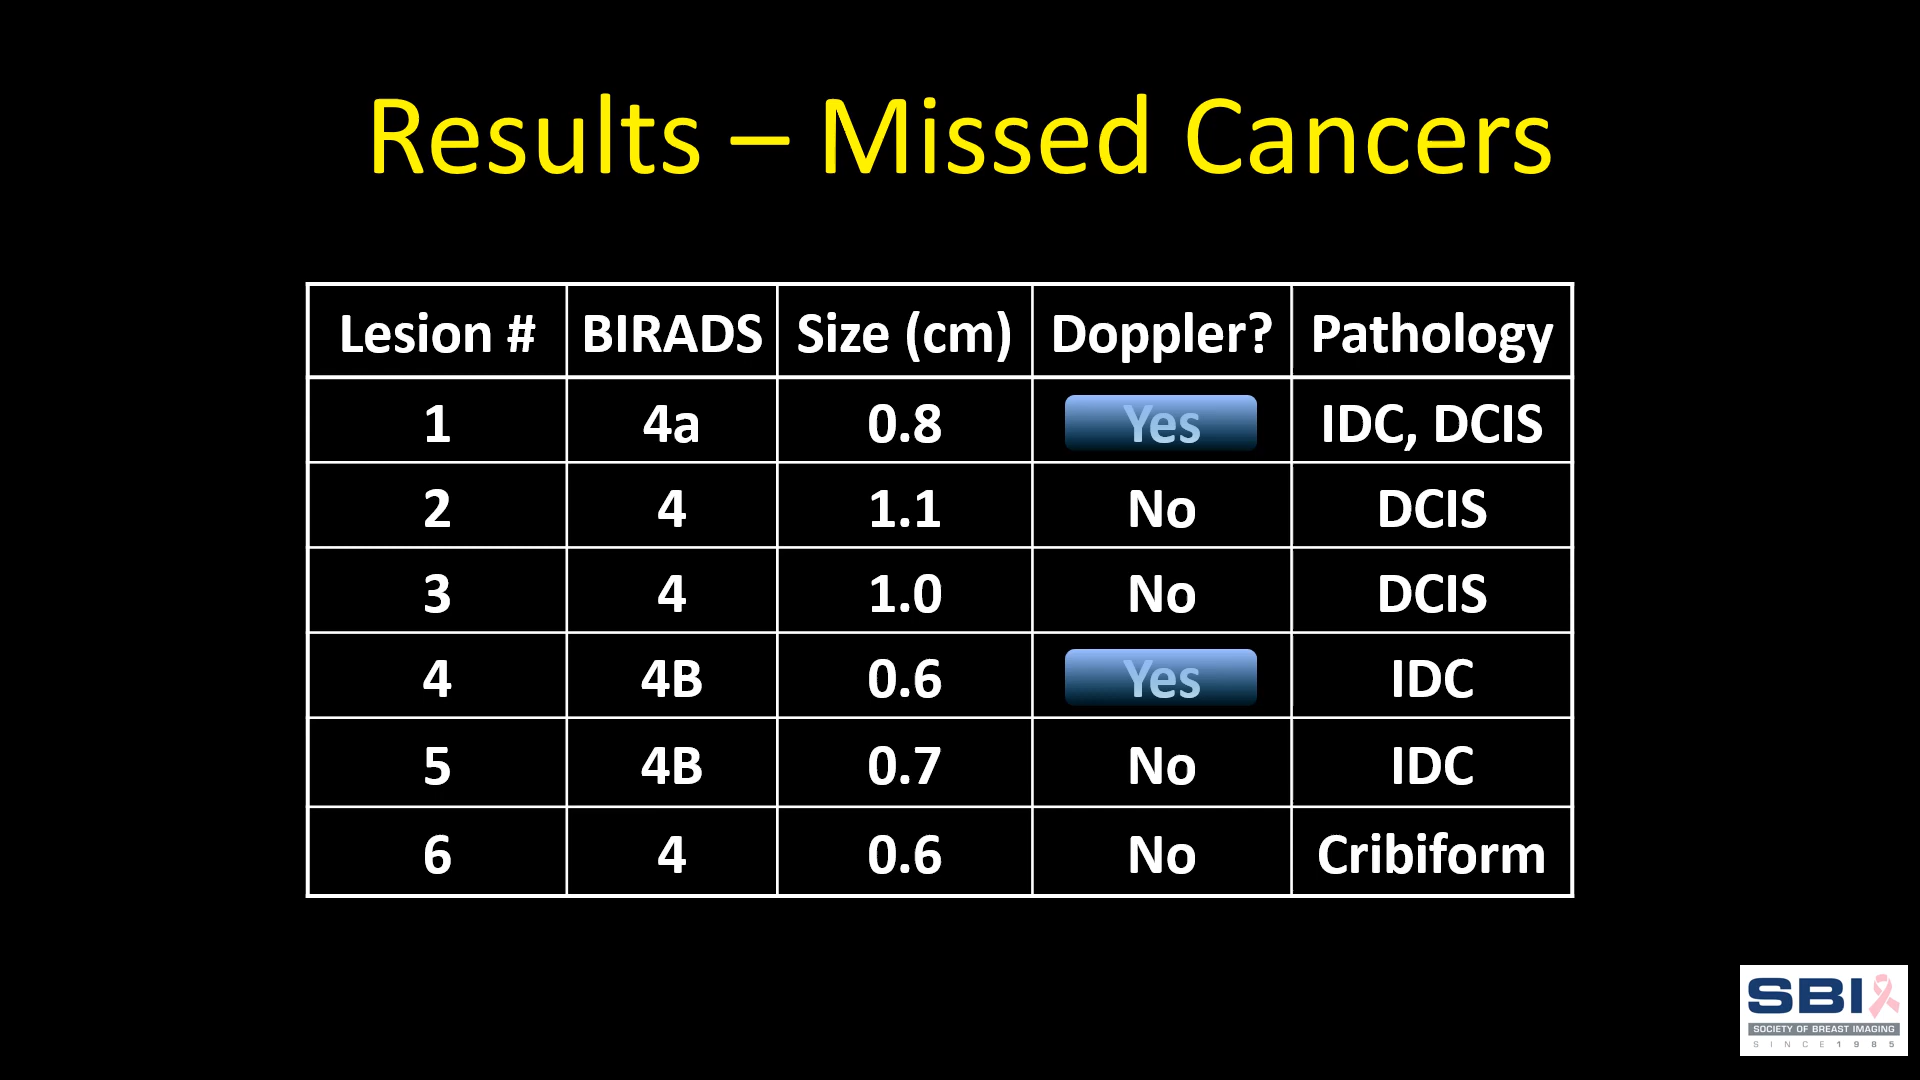 Results – Missed Cancers
Lesion # BIRADS Size (cm) Doppler? Pathology
1 4a 0.8 Yes IDC, DCIS
2 4 1.1 No DCIS
3 4 1.0 No DCIS
4 4B 0.6 Yes IDC
5 4B 0.7 No IDC
6 4 0.6 No Cribiform
SBI
SOCIETY OF BREAST IMAGING
SINCE 1985